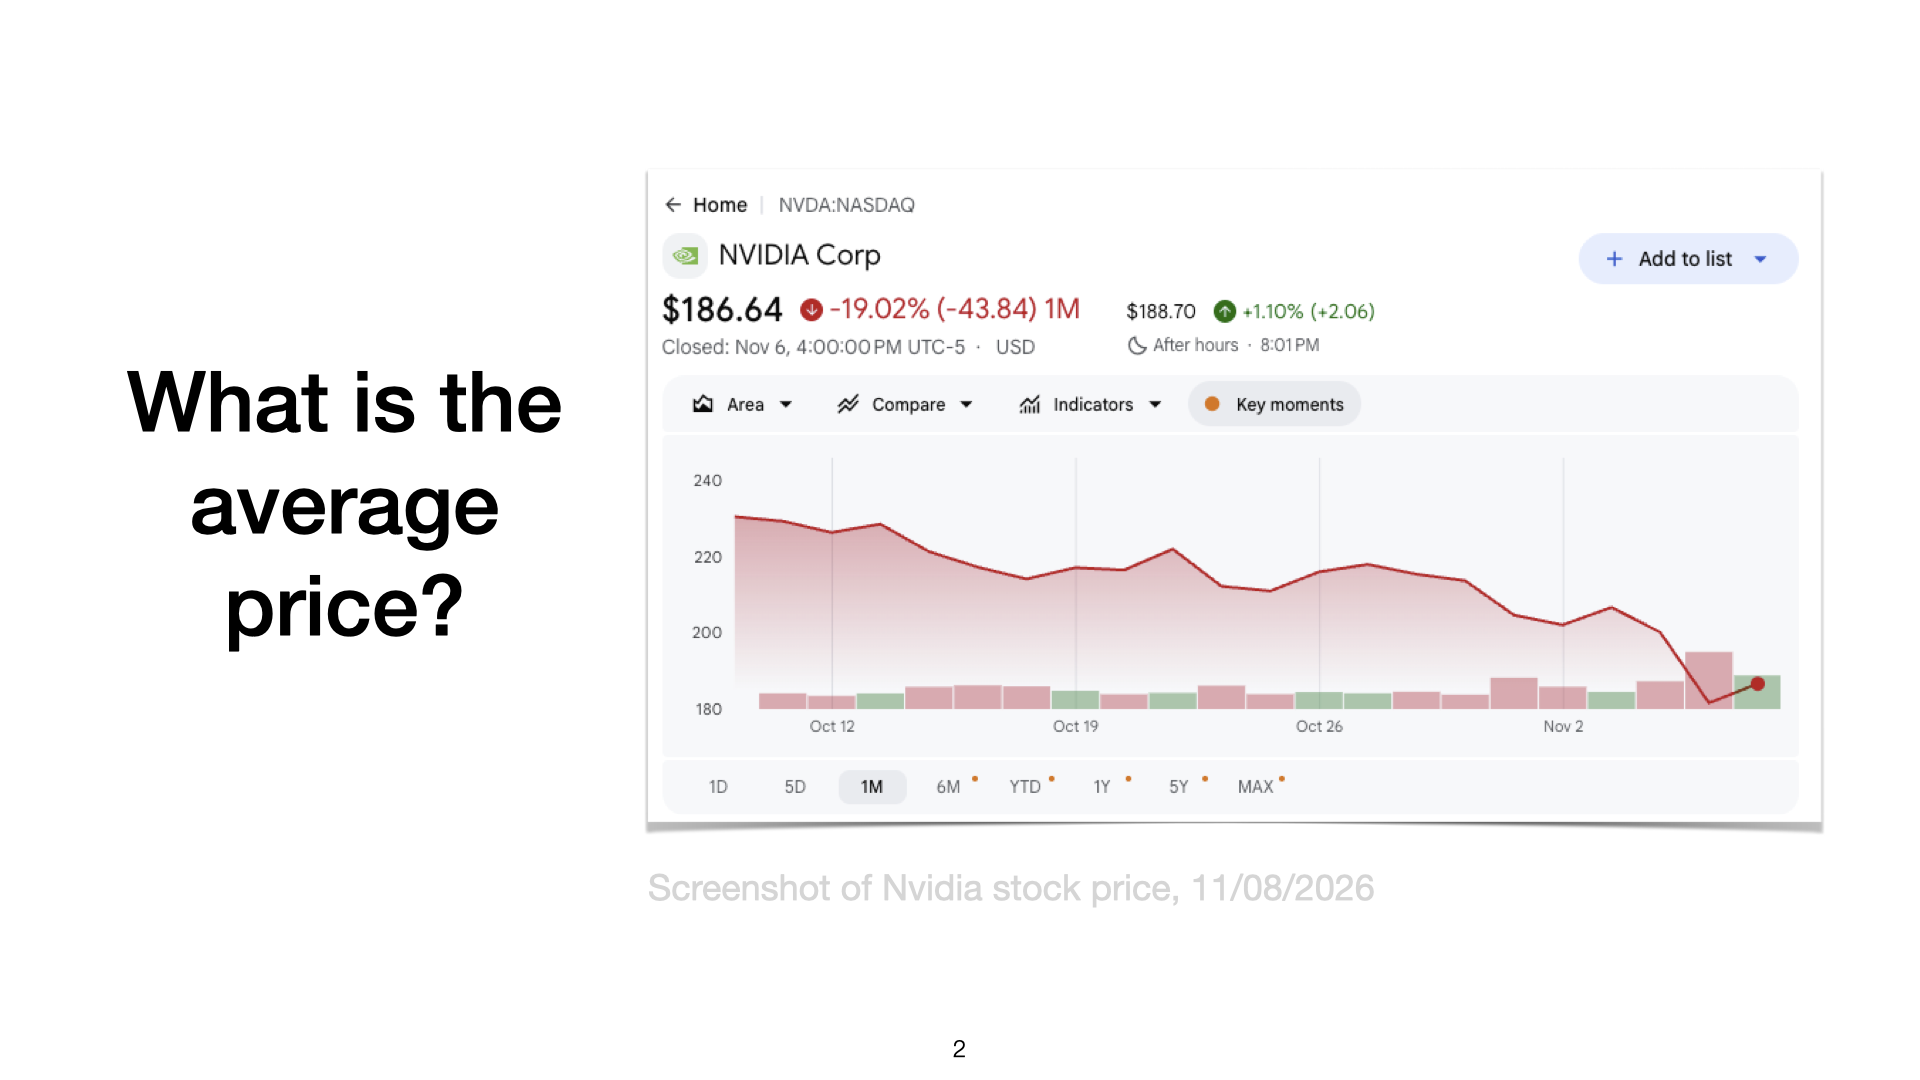 What is the
average
price?
Home | NVDA:NASDAQ
NVIDIA Corp
+ Add to list
$186.64 -19.02% (-43.84) 1M
$188.70 +1.10% (+2.06)
Closed: Nov 6, 4:00:00 PM UTC-5 · USD
After hours · 8:01 PM
Area Compare Indicators Key moments
240
220
200
180
Oct 12 Oct 19 Oct 26 Nov 2
1D 5D 1M 6M YTD 1Y 5Y MAX
Screenshot of Nvidia stock price, 11/08/2026
2